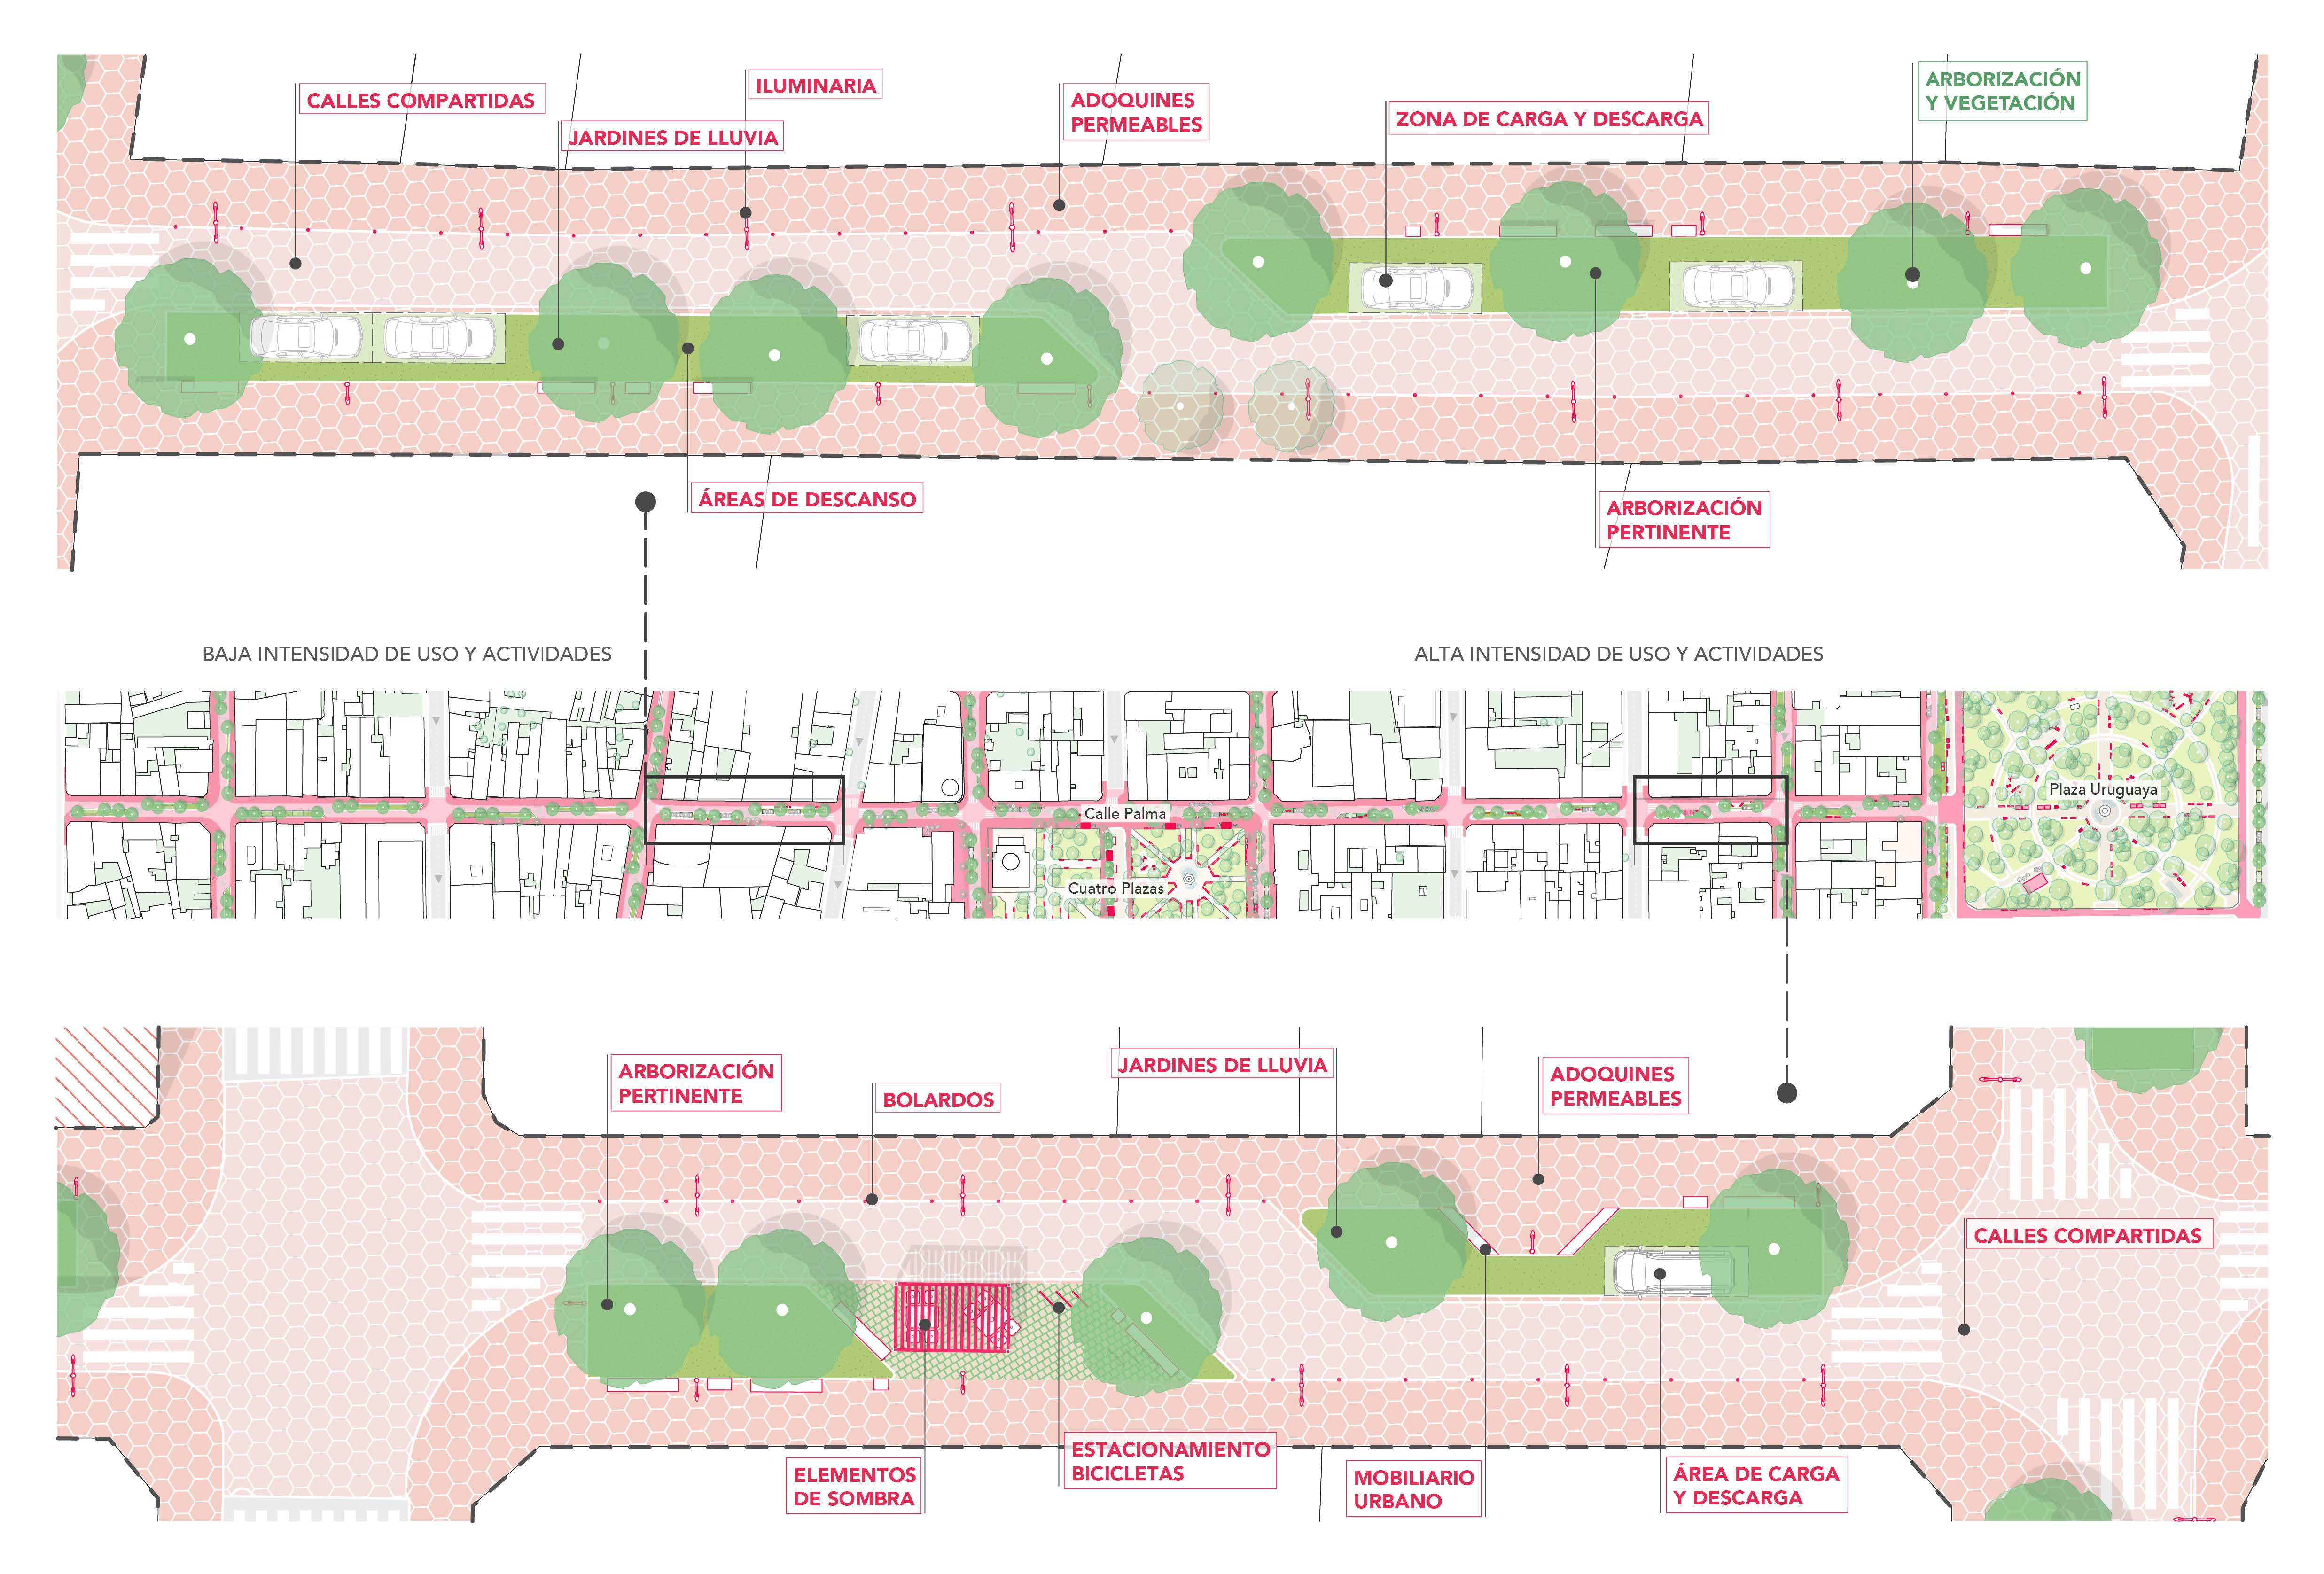 CALLES COMPARTIDAS
JARDINES DE LLUVIA
ILUMINARIA
ADOQUINES
PERMEABLES
ZONA DE CARGA Y DESCARGA
ARBORIZACIÓN
Y VEGETACIÓN
ÁREAS DE DESCANSO
ARBORIZACIÓN
PERTINENTE
BAJA INTENSIDAD DE USO Y ACTIVIDADES
ALTA INTENSIDAD DE USO Y ACTIVIDADES
Calle Palma
Cuatro Plazas
Plaza Uruguaya
ARBORIZACIÓN
PERTINENTE
BOLARDOS
JARDINES DE LLUVIA
ADOQUINES
PERMEABLES
CALLES COMPARTIDAS
ELEMENTOS
DE SOMBRA
ESTACIONAMIENTO
BICICLETAS
MOBILIARIO
URBANO
ÁREA DE CARGA
Y DESCARGA